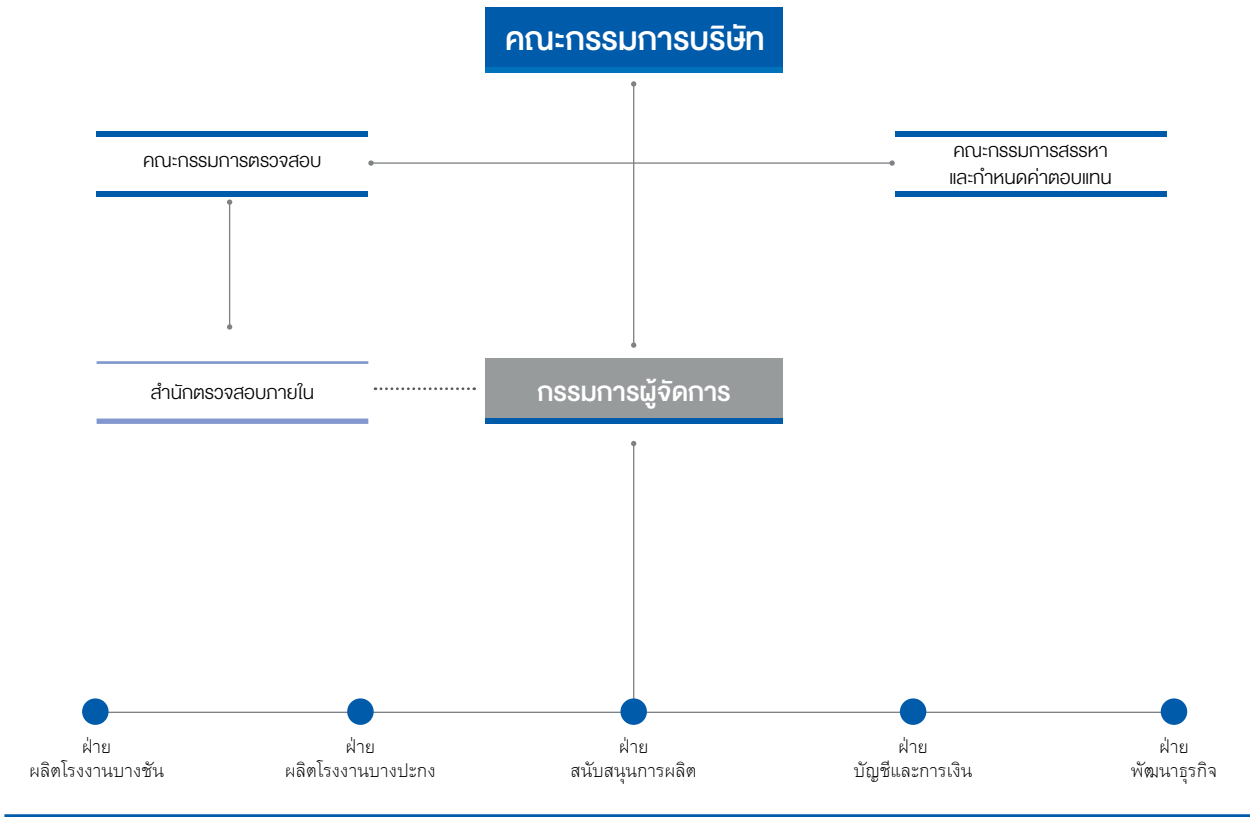 คณะกรรมการบริษัท
คณะกรรมการตรวจสอบ
คณะกรรมการสรรหา
และกำหนดค่าตอบแทน
สำนักตรวจสอบภายใน
กรรมการผู้จัดการ
ฝ่าย
ผลิตโรงงานบางชัน
ฝ่าย
ผลิตโรงงานบางปะกง
ฝ่าย
สนับสนุนการผลิต
ฝ่าย
บัญชีและการเงิน
ฝ่าย
พัฒนาธุรกิจ